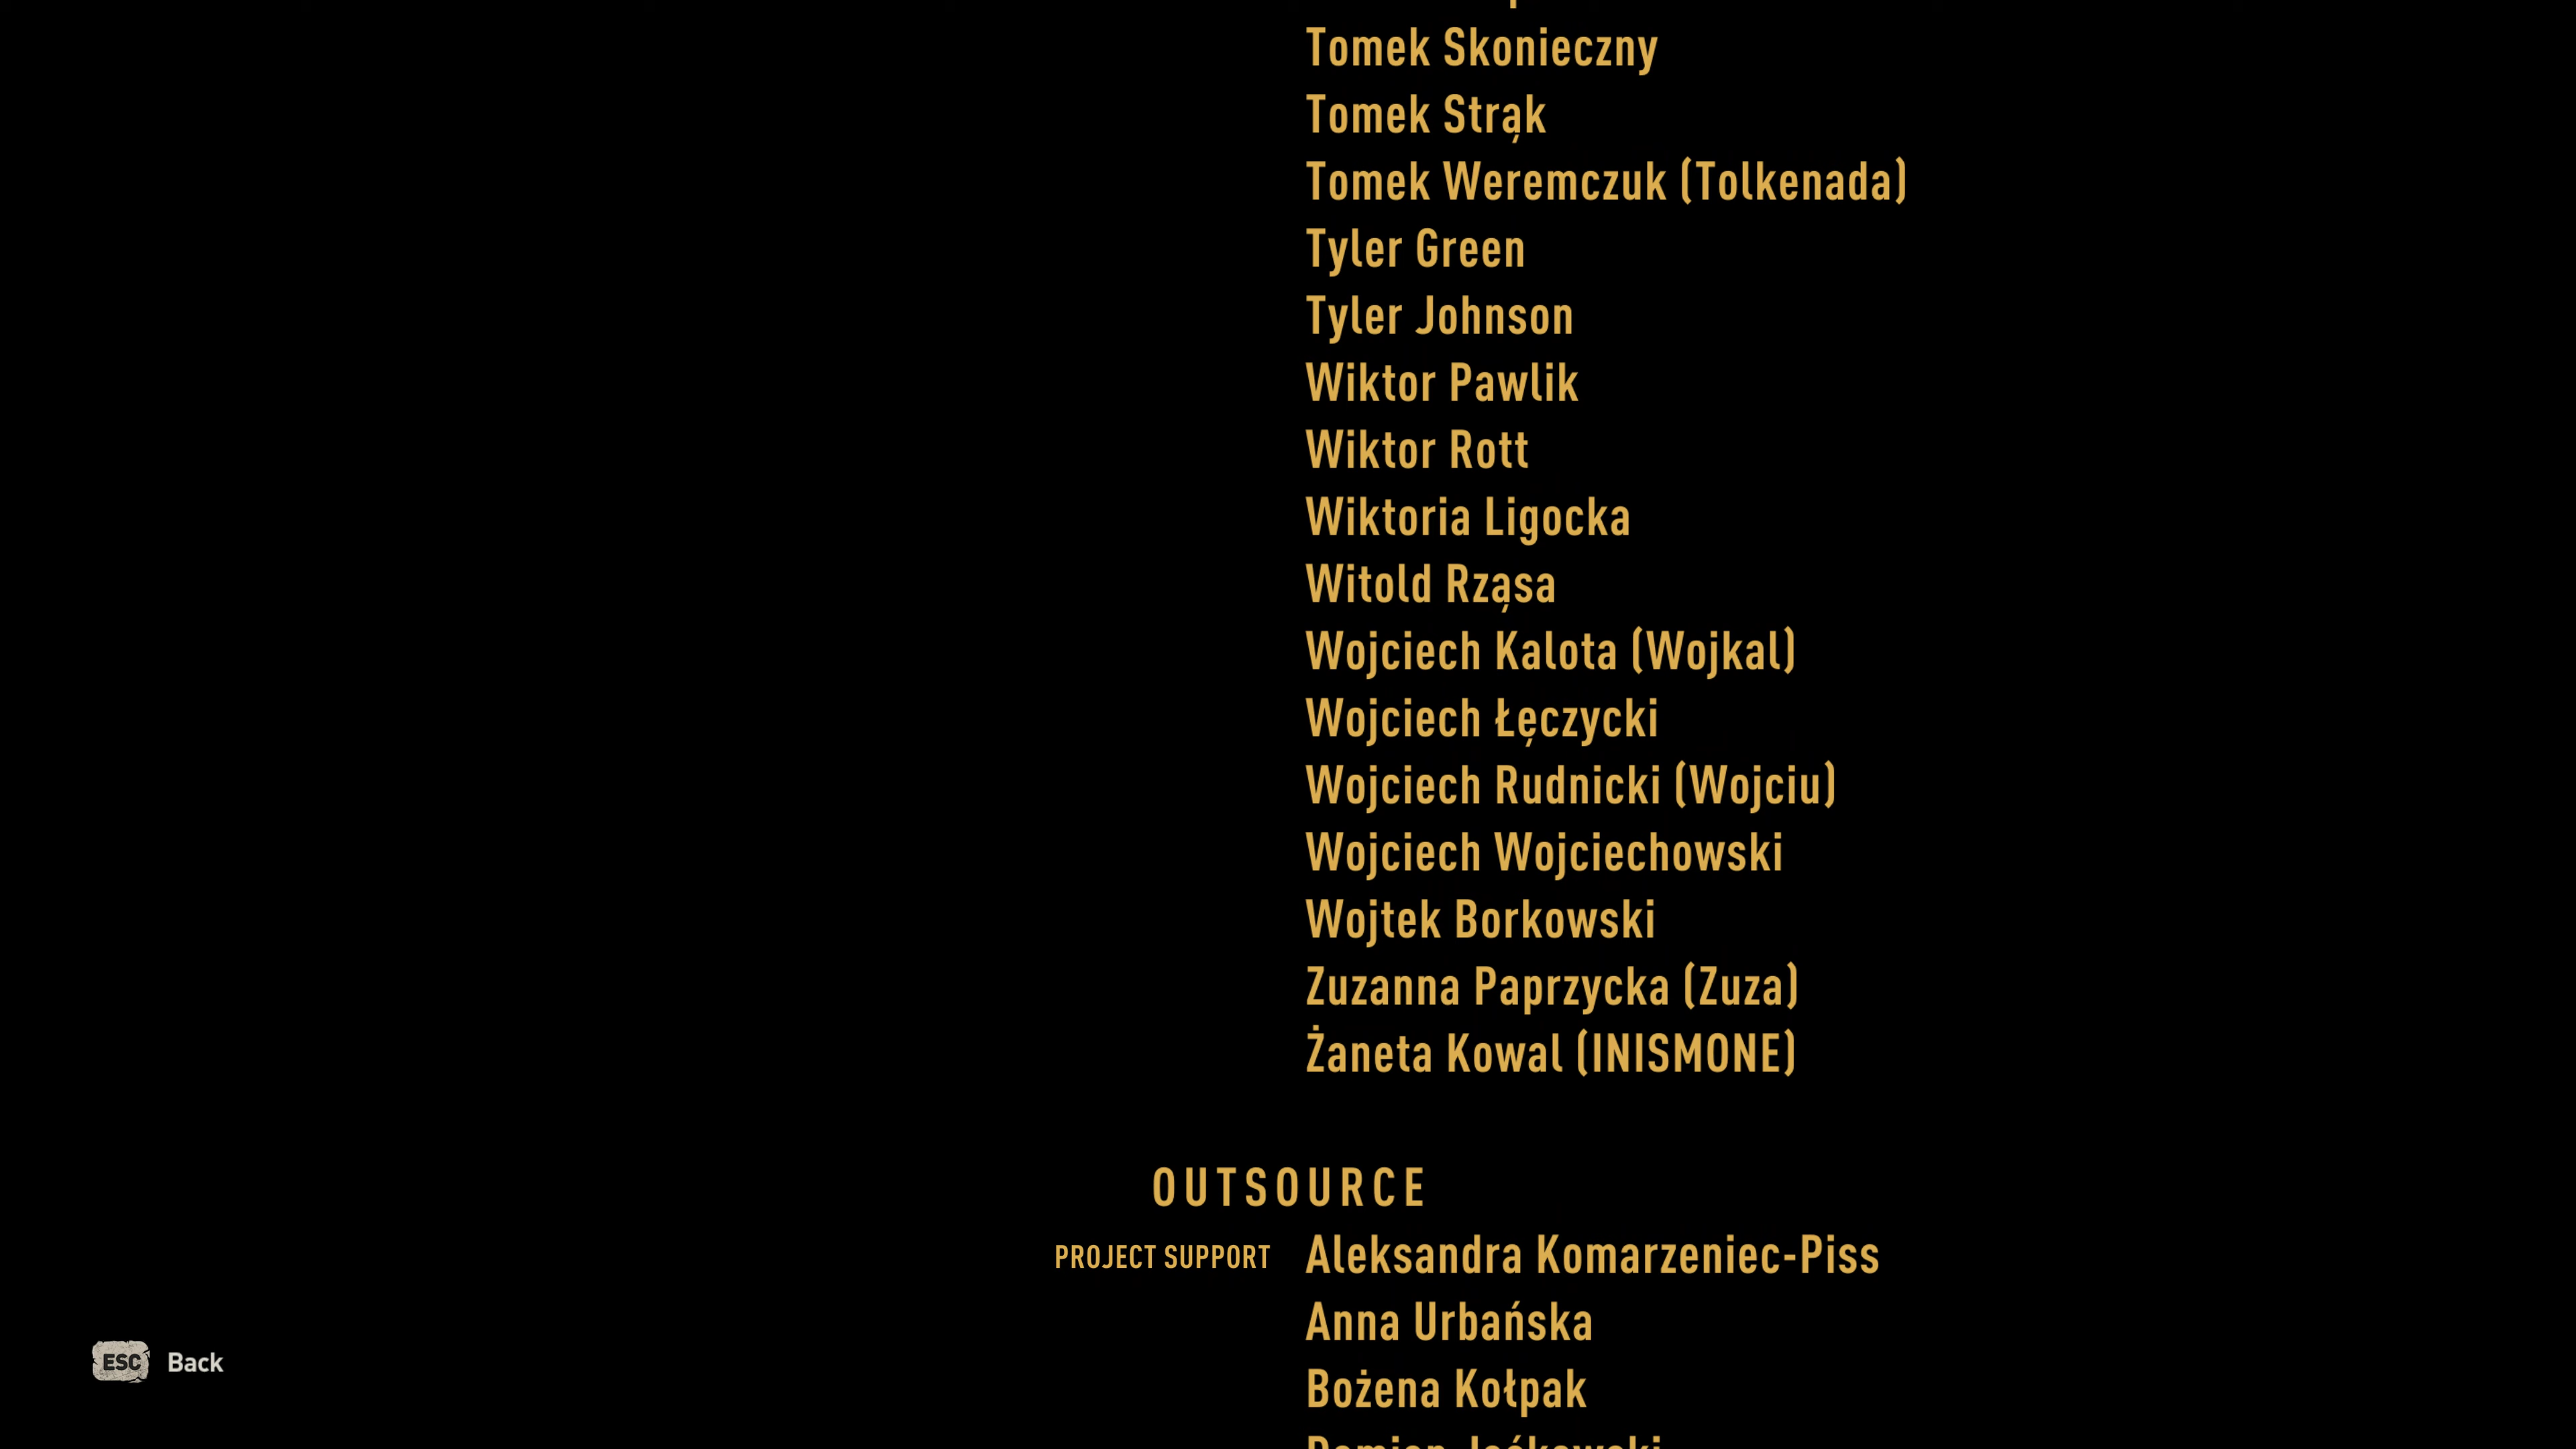 Tomek Skonieczny
Tomek Strąk
Tomek Weremczuk (Tolkenada)
Tyler Green
Tyler Johnson
Wiktor Pawlik
Wiktor Rott
Wiktoria Ligocka
Witold Rząsa
Wojciech Kalota (Wojkal)
Wojciech Łęczycki
Wojciech Rudnicki (Wojciu)
Wojciech Wojciechowski
Wojtek Borkowski
Zuzanna Paprzycka (Zuza)
Żaneta Kowal (INISMONE)
OUTSOURCE
PROJECT SUPPORT Aleksandra Komarzeniec-Piss
Anna Urbańska
Bożena Kołpak
ESC Back